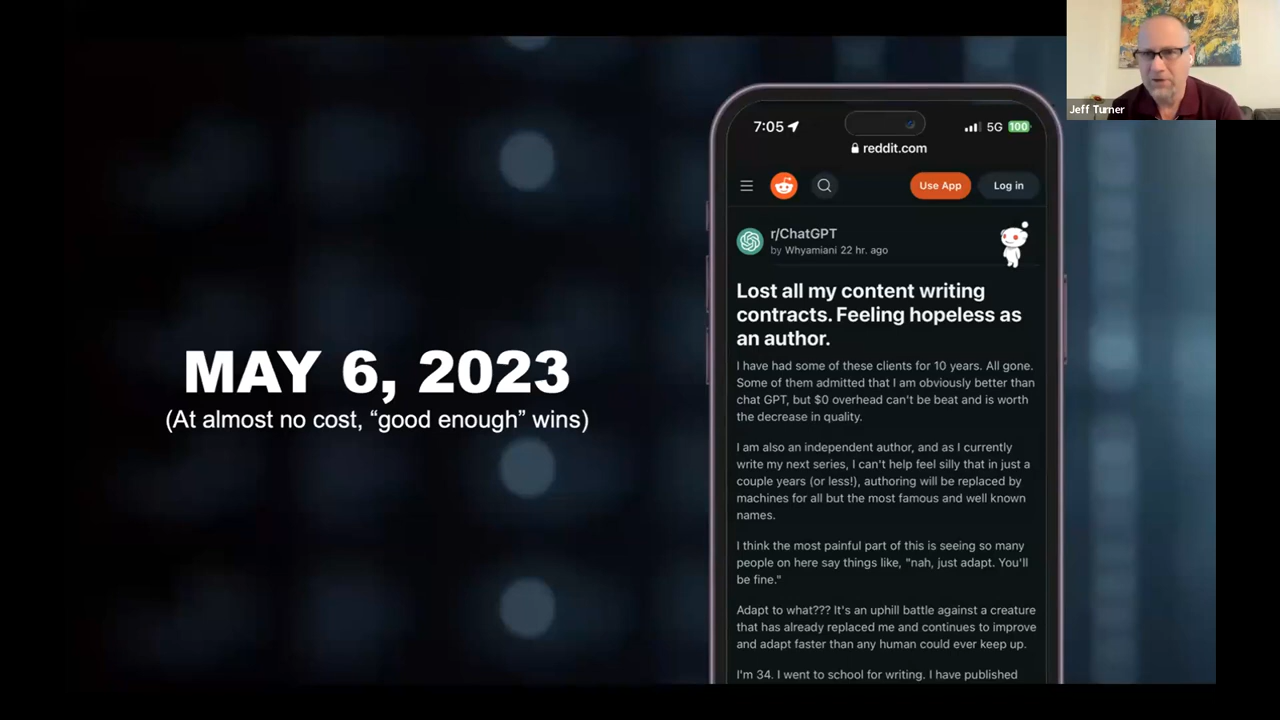 Jeff Turner
MAY 6, 2023
(At almost no cost, “good enough” wins)
7:05
5G
100
reddit.com
Use App
Log in
r/ChatGPT
by Whyamiani 22 hr. ago
Lost all my content writing
contracts. Feeling hopeless as
an author.
I have had some of these clients for 10 years. All gone.
Some of them admitted that I am obviously better than
chat GPT, but $0 overhead can't be beat and is worth
the decrease in quality.
I am also an independent author, and as I currently
write my next series, I can't help feel silly that in just a
couple years (or less!), authoring will be replaced by
machines for all but the most famous and well known
names.
I think the most painful part of this is seeing so many
people on here say things like, "nah, just adapt. You'll
be fine."
Adapt to what??? It's an uphill battle against a creature
that has already replaced me and continues to improve
and adapt faster than any human could ever keep up.
I'm 34. I went to school for writing. I have published